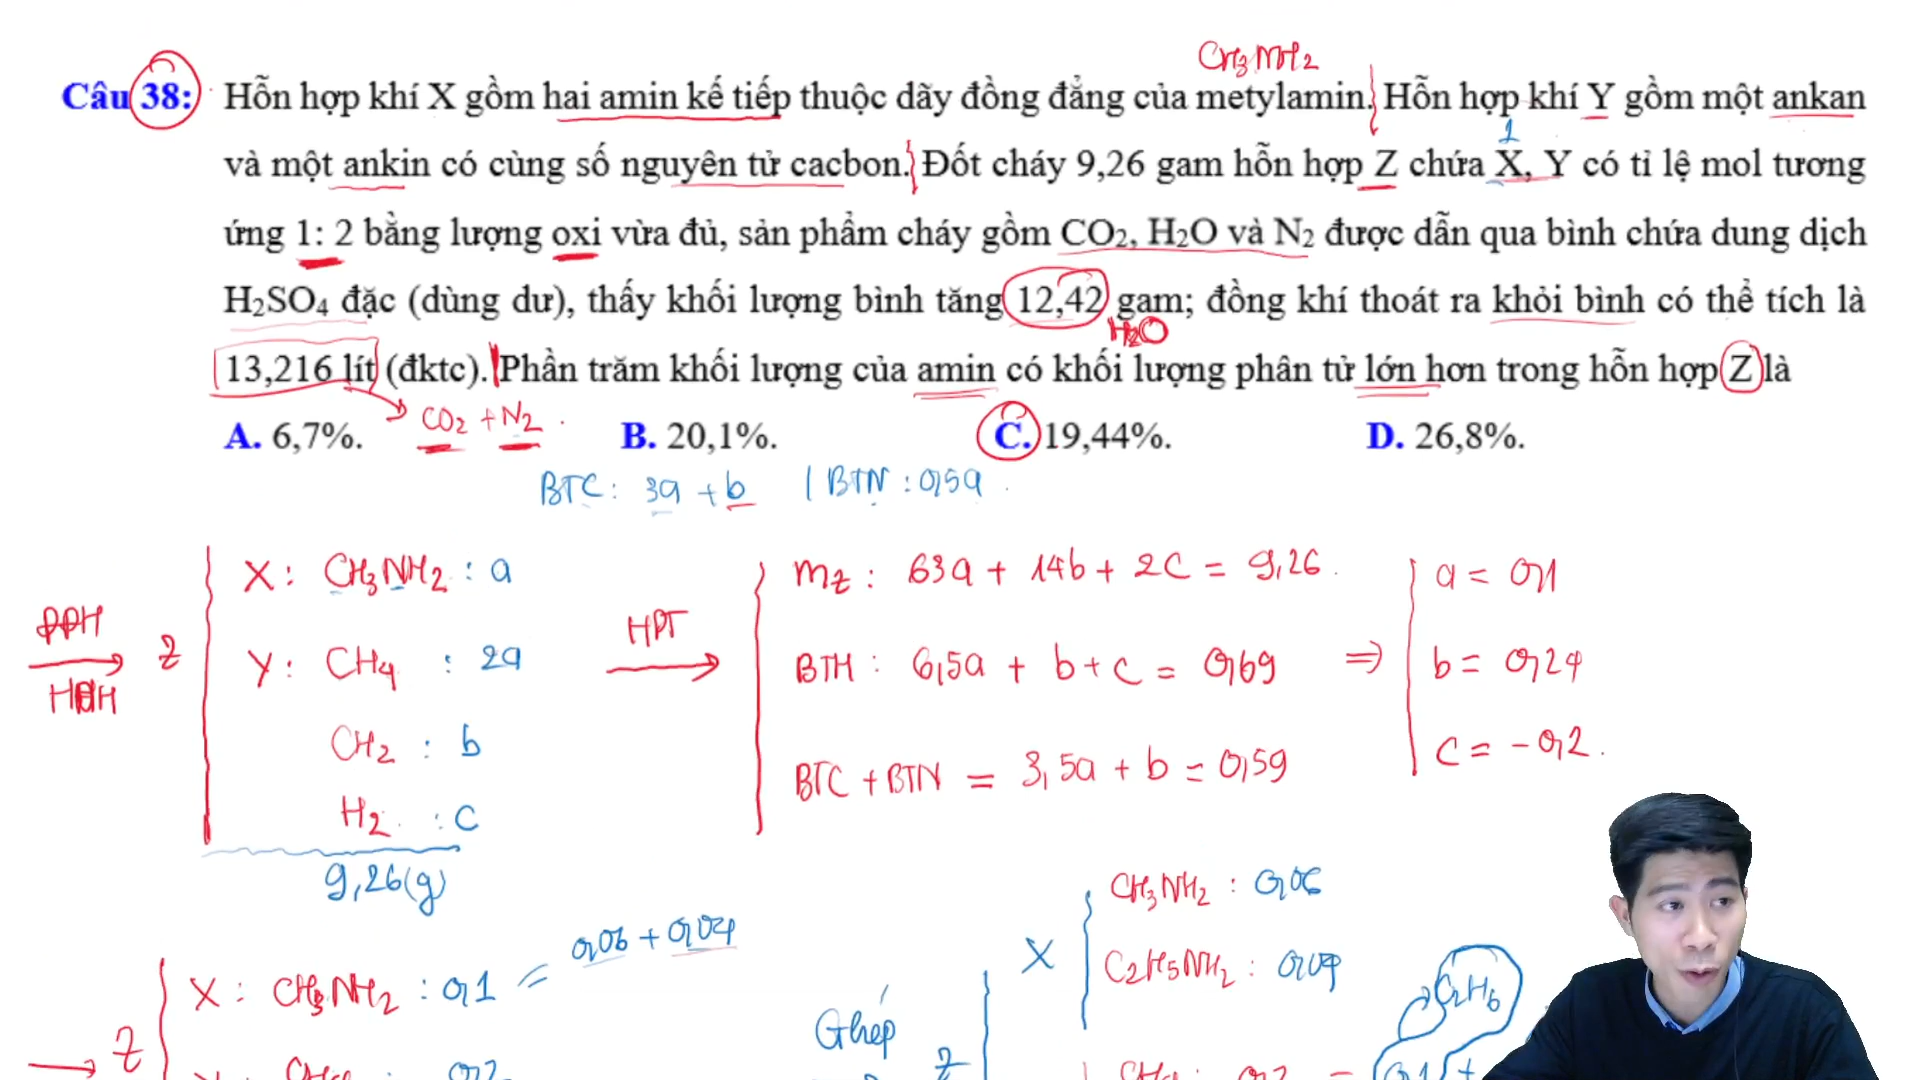 CH3NH2
Câu 38: Hỗn hợp khí X gồm hai amin kế tiếp thuộc dãy đồng đẳng của metylamin. Hỗn hợp khí Y gồm một ankan
1
và một ankin có cùng số nguyên tử cacbon. Đốt cháy 9,26 gam hỗn hợp Z chứa X, Y có tỉ lệ mol tương
ứng 1: 2 bằng lượng oxi vừa đủ, sản phẩm cháy gồm CO2, H2O và N2 được dẫn qua bình chứa dung dịch
H2SO4 đặc (dùng dư), thấy khối lượng bình tăng 12,42 gam; đồng khí thoát ra khỏi bình có thể tích là
H2O
13,216 lít (đktc). Phần trăm khối lượng của amin có khối lượng phân tử lớn hơn trong hỗn hợp Z là
CO2 + N2
A. 6,7%. B. 20,1%. C. 19,44%. D. 26,8%.
BTC: 3a + b | BTN: 0,5a
X: CH3NH2 : a
mZ: 63a + 14b + 2c = 9,26
a = 0,1
ĐĐH
Z
HPT
Y: CH4 : 2a
BTH: 6,5a + b + c = 0,69
=> b = 0,24
CH2 : b
c = -0,2.
BTC + BTN = 3,5a + b = 0,59
H2 : c
9,26(g)
CH3NH2 : 0,06
0,06 + 0,04
X
C2H5NH2 : 0,04
X: CH3NH2 : 0,1 =
C2H6
Ghép
Z
Z